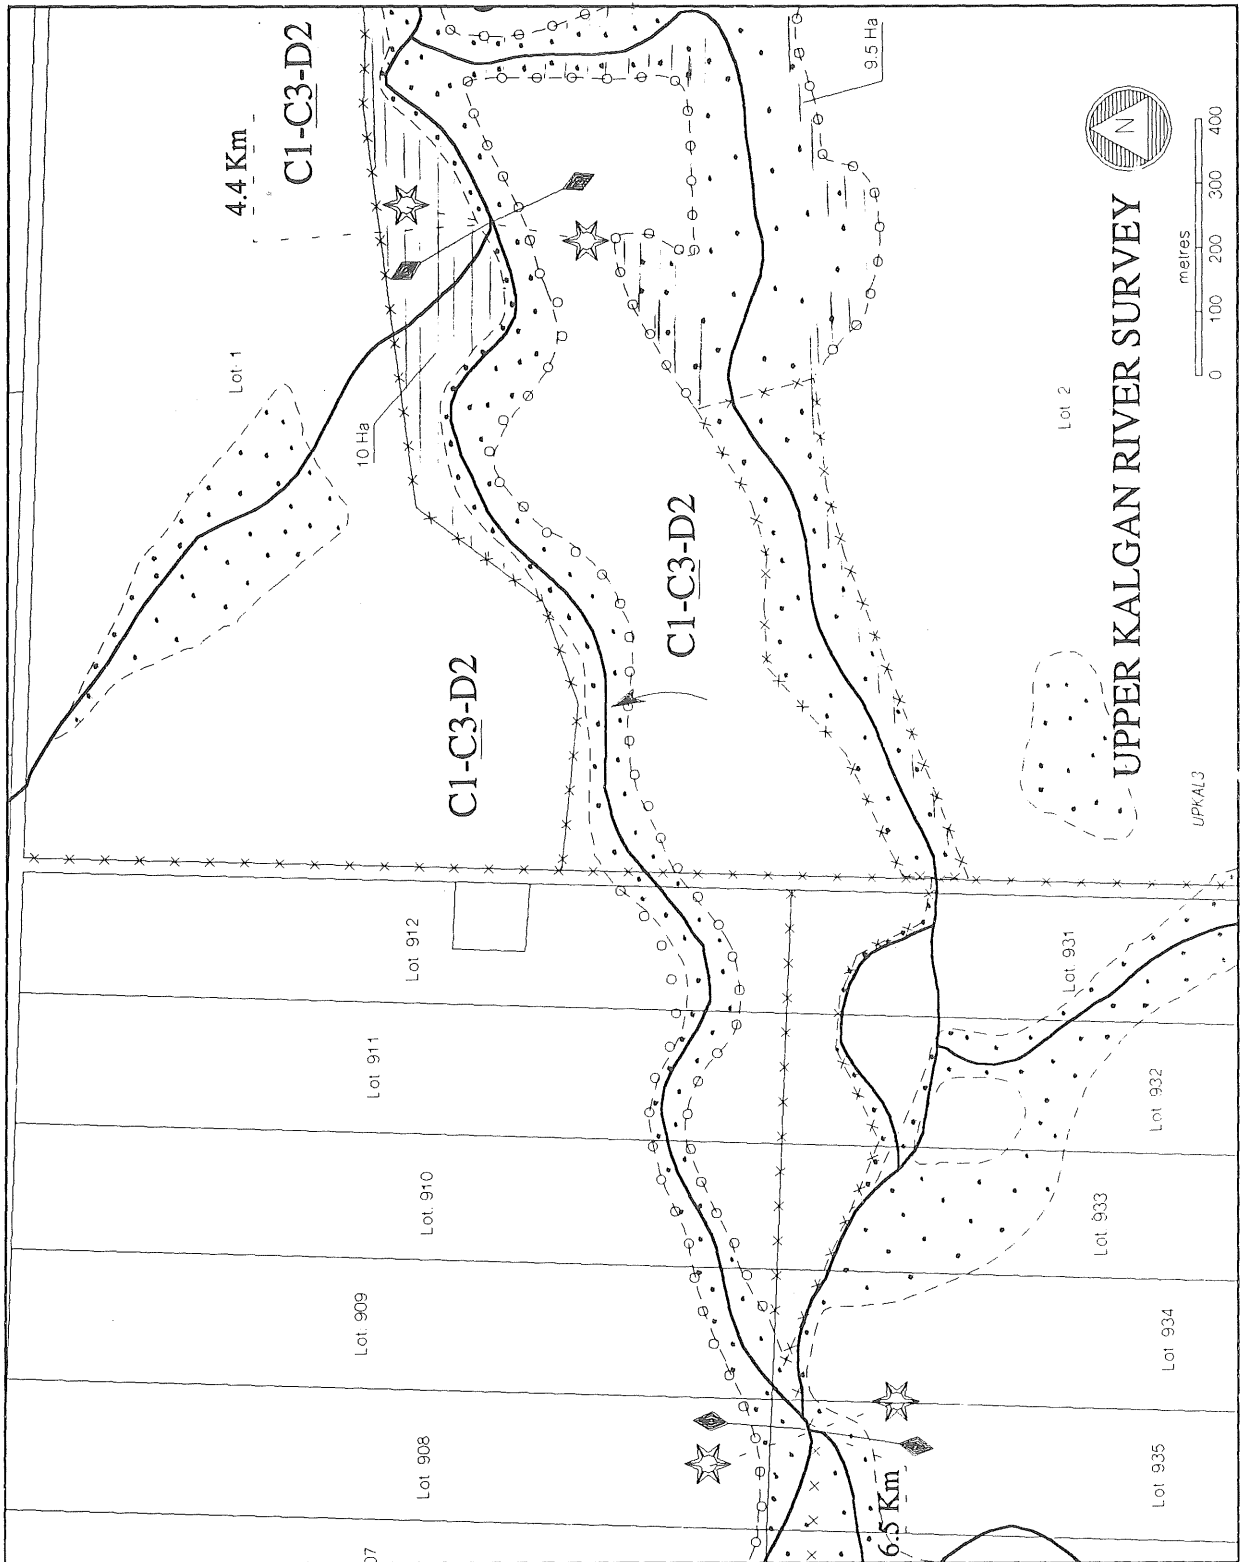 4.4 Km
C1-C3-D2
9.5 Ha
Lot 1
10 Ha
C1-C3-D2
C1-C3-D2
Lot 2
N
UPPER KALGAN RIVER SURVEY
metres
0 100 200 300 400
UPKAL3
Lot 912
Lot 931
Lot 911
Lot 932
Lot 910
Lot 933
Lot 909
Lot 934
Lot 908
Lot 935
6.5 Km
07